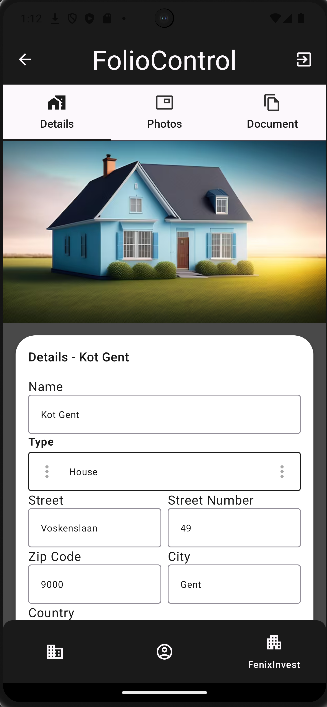 1:12
FolioControl
Details Photos Document
Details - Kot Gent
Name
Kot Gent
Type
House
Street Street Number
Voskenslaan 49
Zip Code City
9000 Gent
Country
FenixInvest